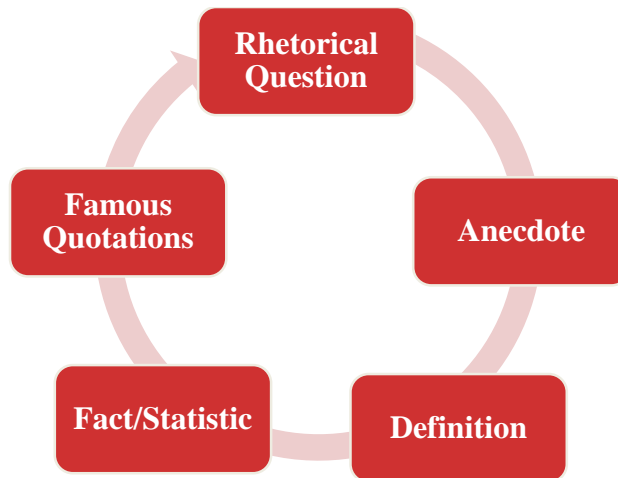 Rhetorical
Question
Anecdote
Definition
Fact/Statistic
Famous
Quotations